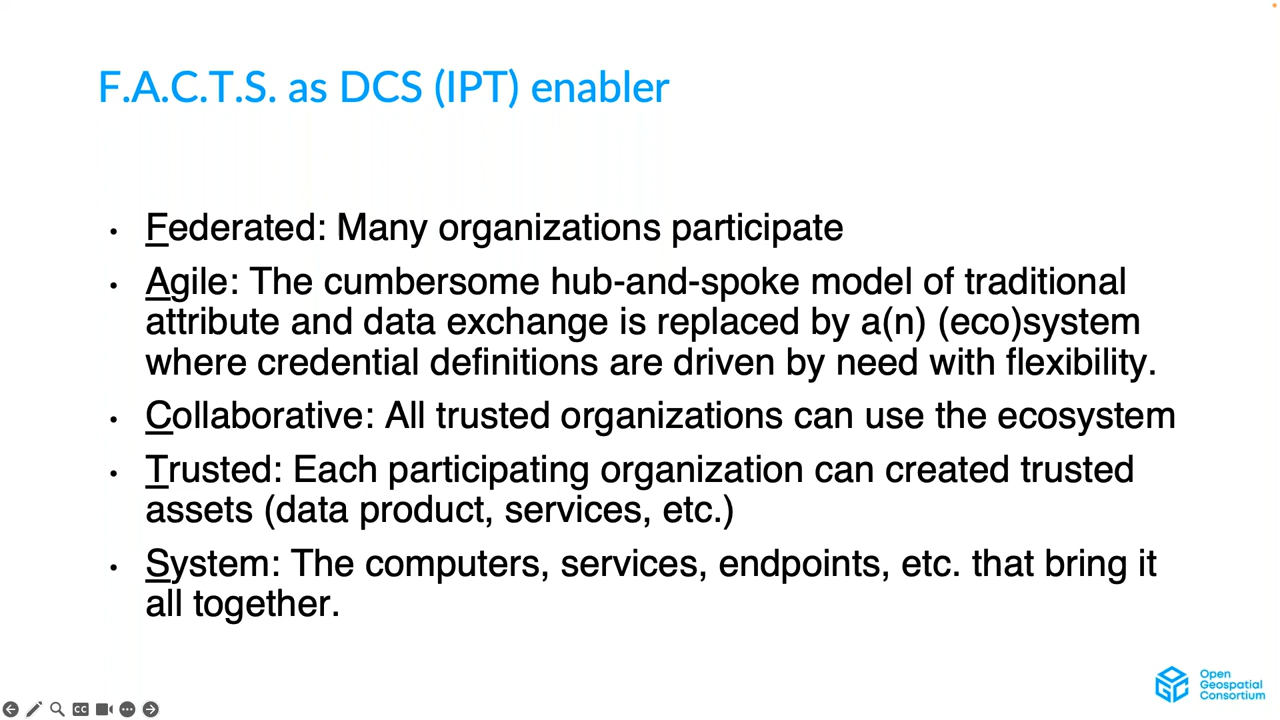 F.A.C.T.S. as DCS (IPT) enabler
• Federated: Many organizations participate
• Agile: The cumbersome hub-and-spoke model of traditional
attribute and data exchange is replaced by a(n) (eco)system
where credential definitions are driven by need with flexibility.
• Collaborative: All trusted organizations can use the ecosystem
• Trusted: Each participating organization can created trusted
assets (data product, services, etc.)
• System: The computers, services, endpoints, etc. that bring it
all together.
CC
OGC
Open
Geospatial
Consortium